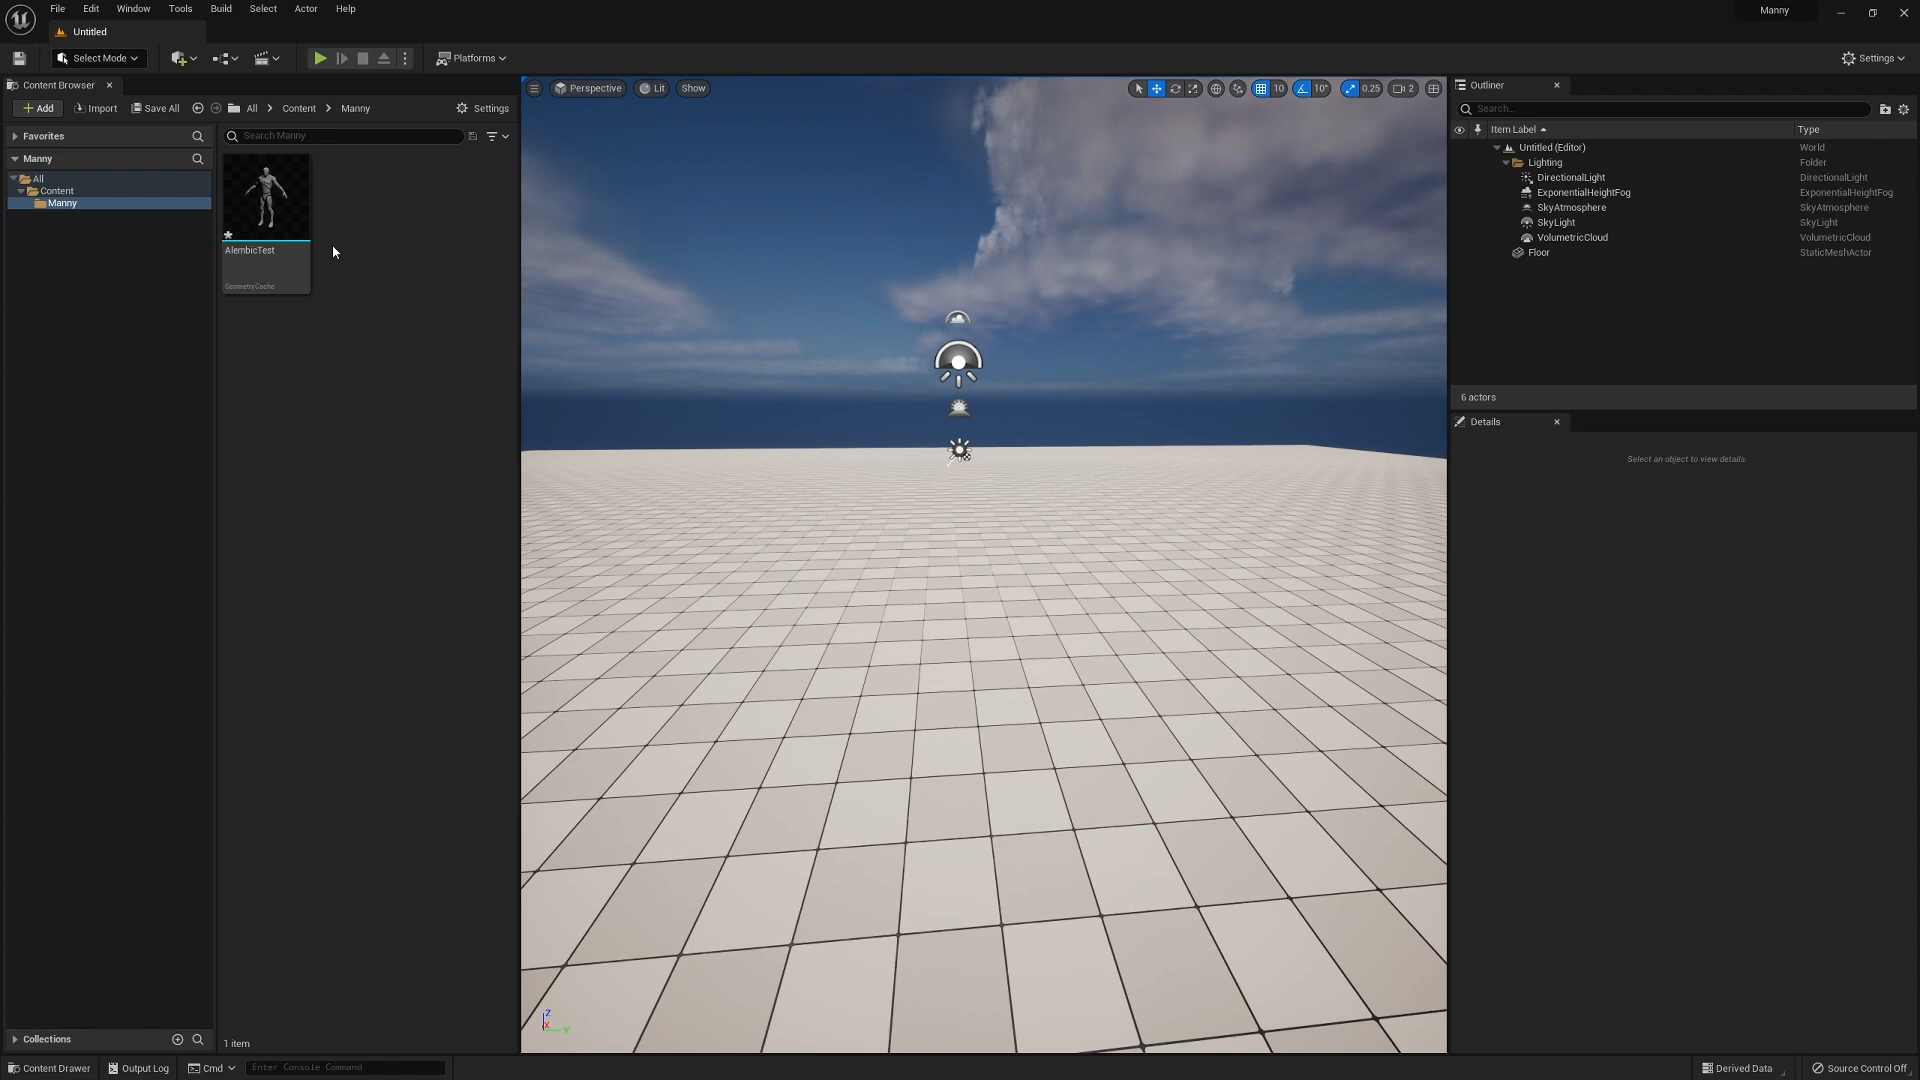 File Edit Window Tools Build Select Actor Help
Manny
Untitled
Select Mode
Platforms
Settings
Content Browser
Add Import Save All All Content Manny Settings
Favorites
Search Manny
Manny
All
Content
Manny
AlembicTest
GeometryCache
Collections
1 item
Perspective Lit Show
10 10° 0.25 2
Z
X
Y
Outliner
Search...
Item Label Type
Untitled (Editor) World
Lighting Folder
DirectionalLight DirectionalLight
ExponentialHeightFog ExponentialHeightFog
SkyAtmosphere SkyAtmosphere
SkyLight SkyLight
VolumetricCloud VolumetricCloud
Floor StaticMeshActor
6 actors
Details
Select an object to view details.
Content Drawer Output Log Cmd Enter Console Command Derived Data Source Control Off